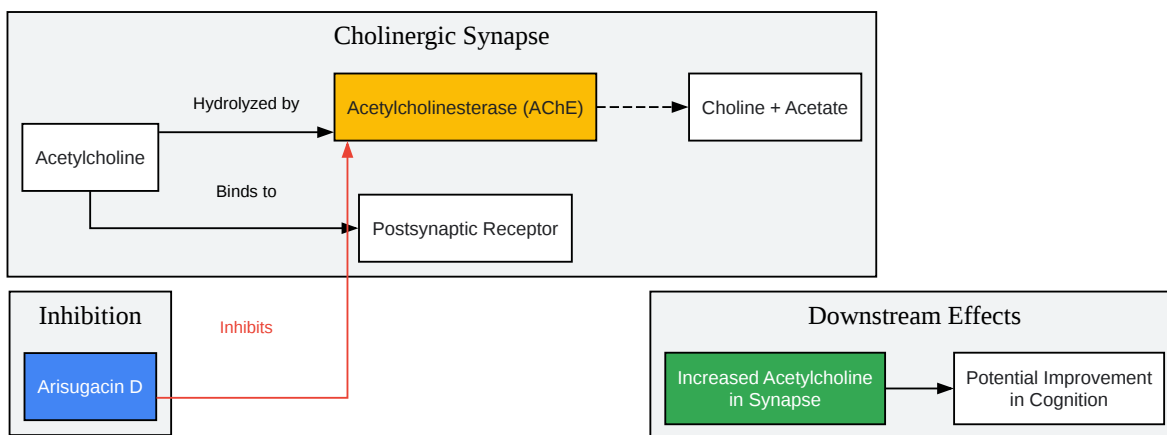 Cholinergic Synapse
Hydrolyzed by
Acetylcholinesterase (AChE)
Choline + Acetate
Acetylcholine
Binds to
Postsynaptic Receptor
Inhibition
Inhibits
Arisugacin D
Downstream Effects
Increased Acetylcholine
in Synapse
Potential Improvement
in Cognition